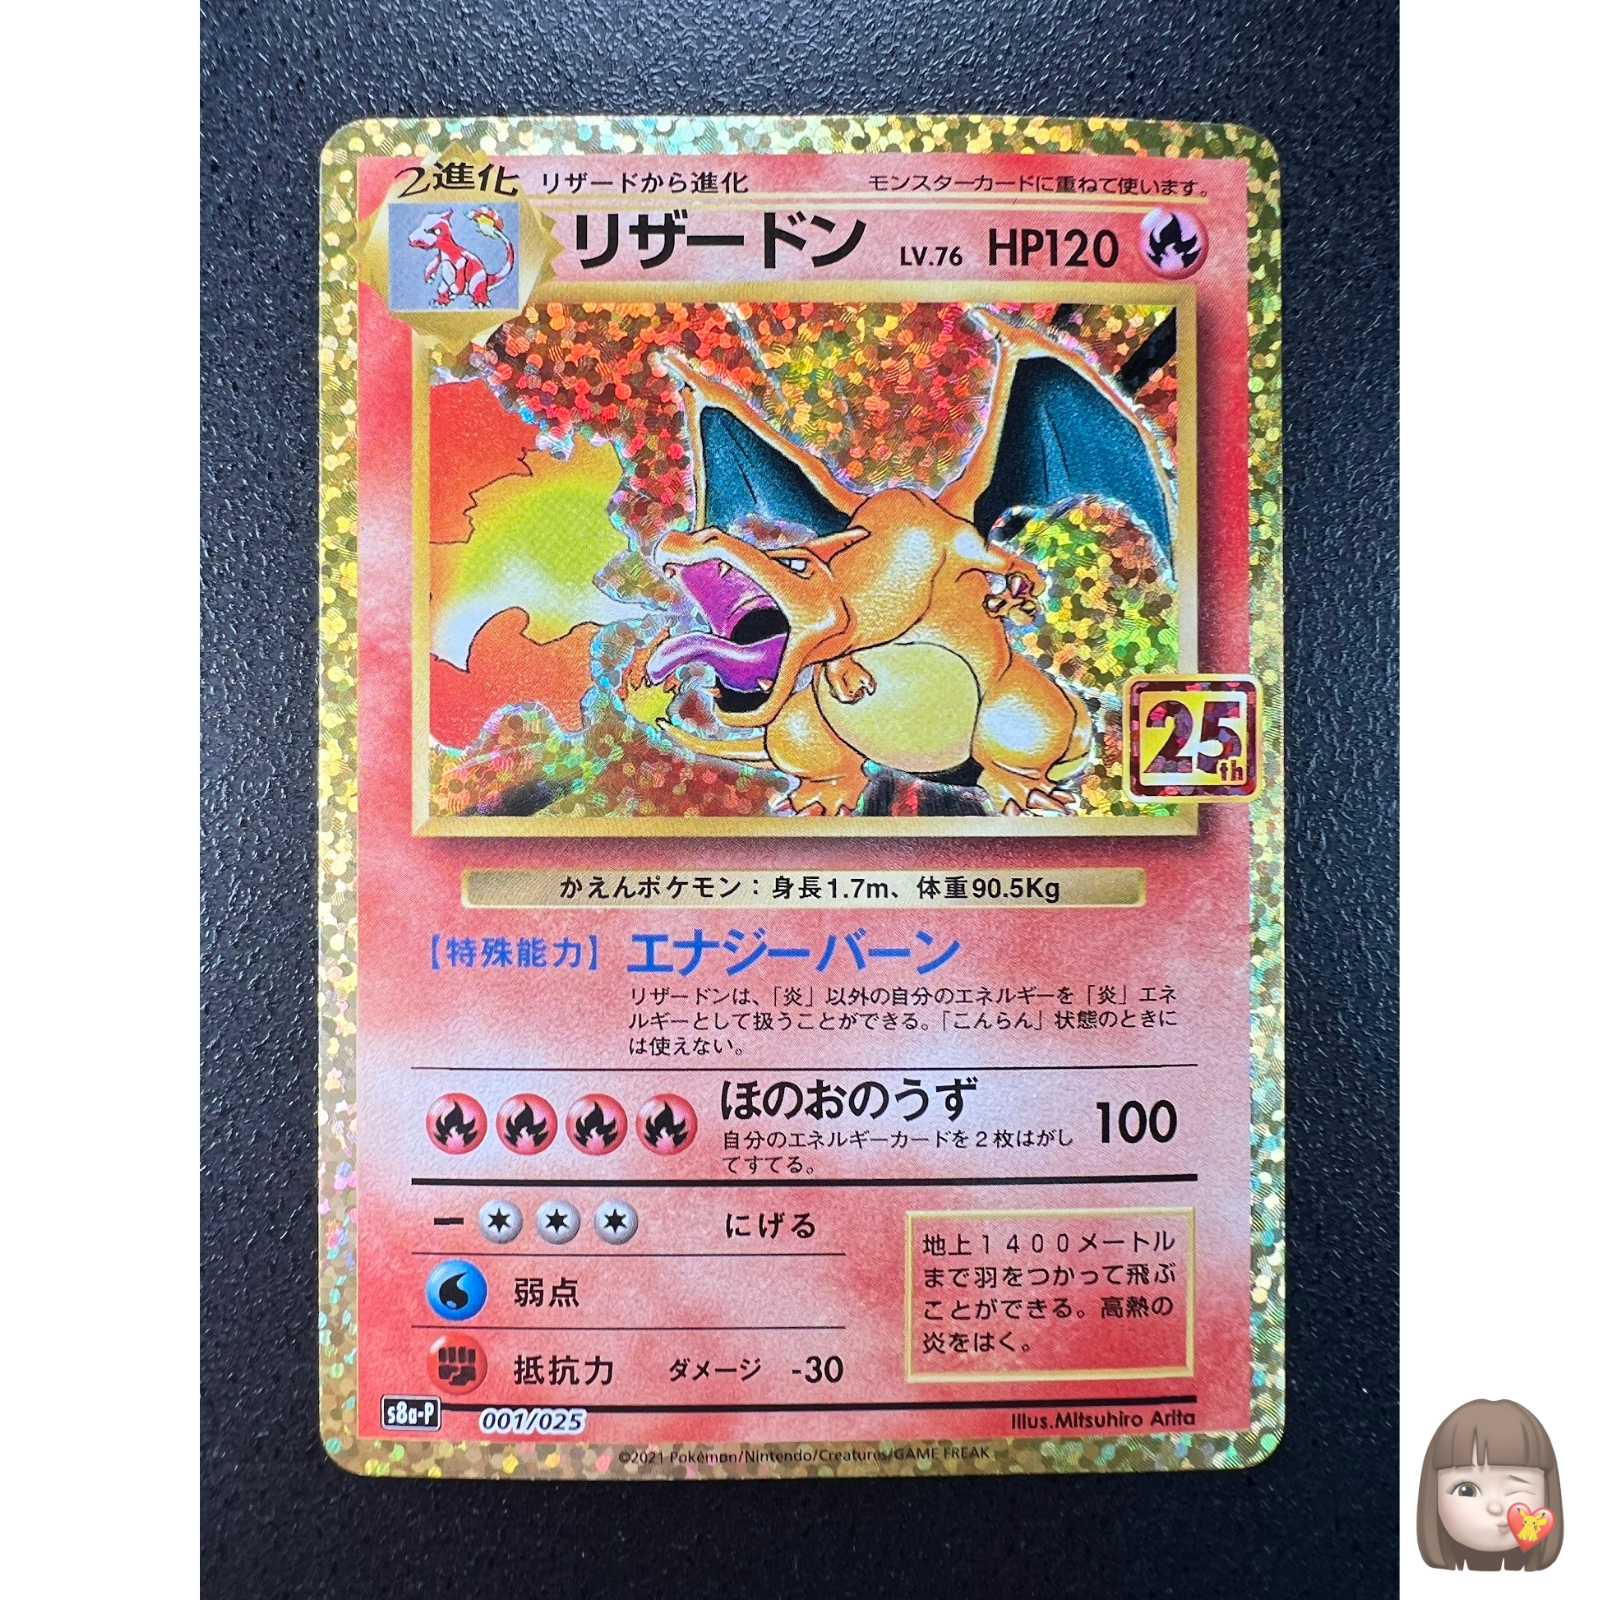 2進化 リザードから進化 モンスターカードに重ねて使います。
リザードン LV.76 HP120
25th
かえんポケモン：身長1.7m、体重90.5Kg
【特殊能力】エナジーバーン
リザードンは、「炎」以外の自分のエネルギーを「炎」エネ
ルギーとして扱うことができる。「こんらん」状態のときに
は使えない。
ほのおのうず 100
自分のエネルギーカードを2枚はがし
てすてる。
ー にげる
弱点
抵抗力 ダメージ -30
地上1400メートル
まで羽をつかって飛ぶ
ことができる。高熱の
炎をはく。
s8a-P 001/025 Illus.Mitsuhiro Arita
©2021 Pokémon/Nintendo/Creatures/GAME FREAK